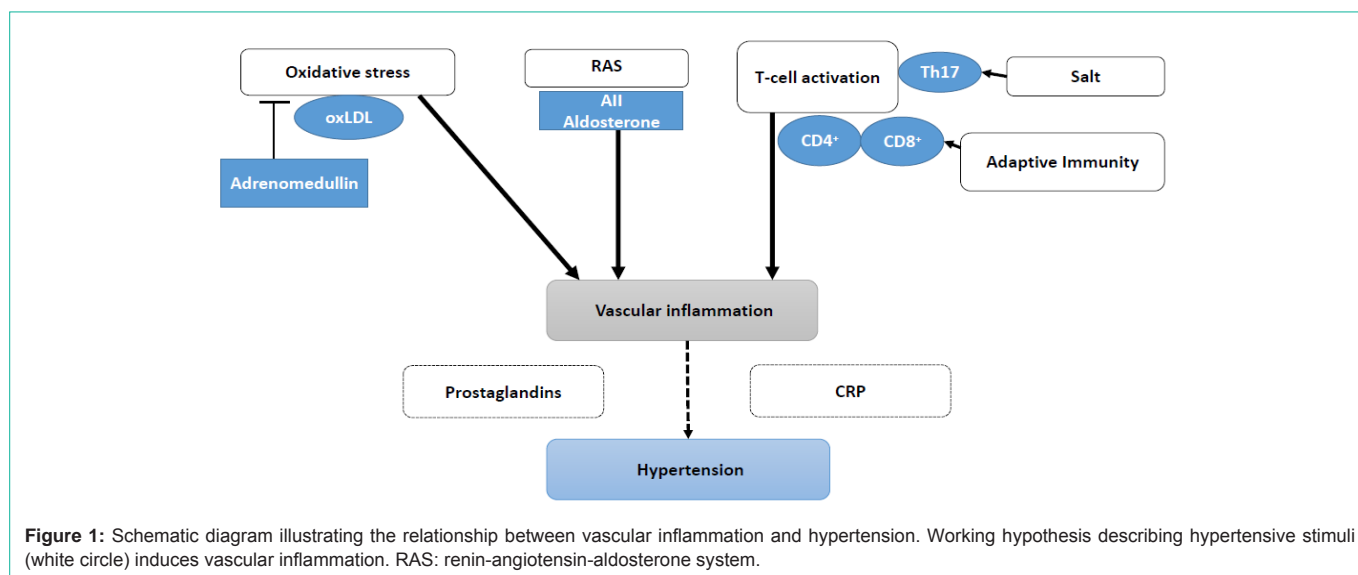 Oxidative stress
oxLDL
Adrenomedullin
RAS
AII
Aldosterone
T-cell activation
Th17
Salt
CD4⁺
CD8⁺
Adaptive Immunity
Vascular inflammation
Prostaglandins
CRP
Hypertension
Figure 1: Schematic diagram illustrating the relationship between vascular inflammation and hypertension. Working hypothesis describing hypertensive stimuli
(white circle) induces vascular inflammation. RAS: renin-angiotensin-aldosterone system.